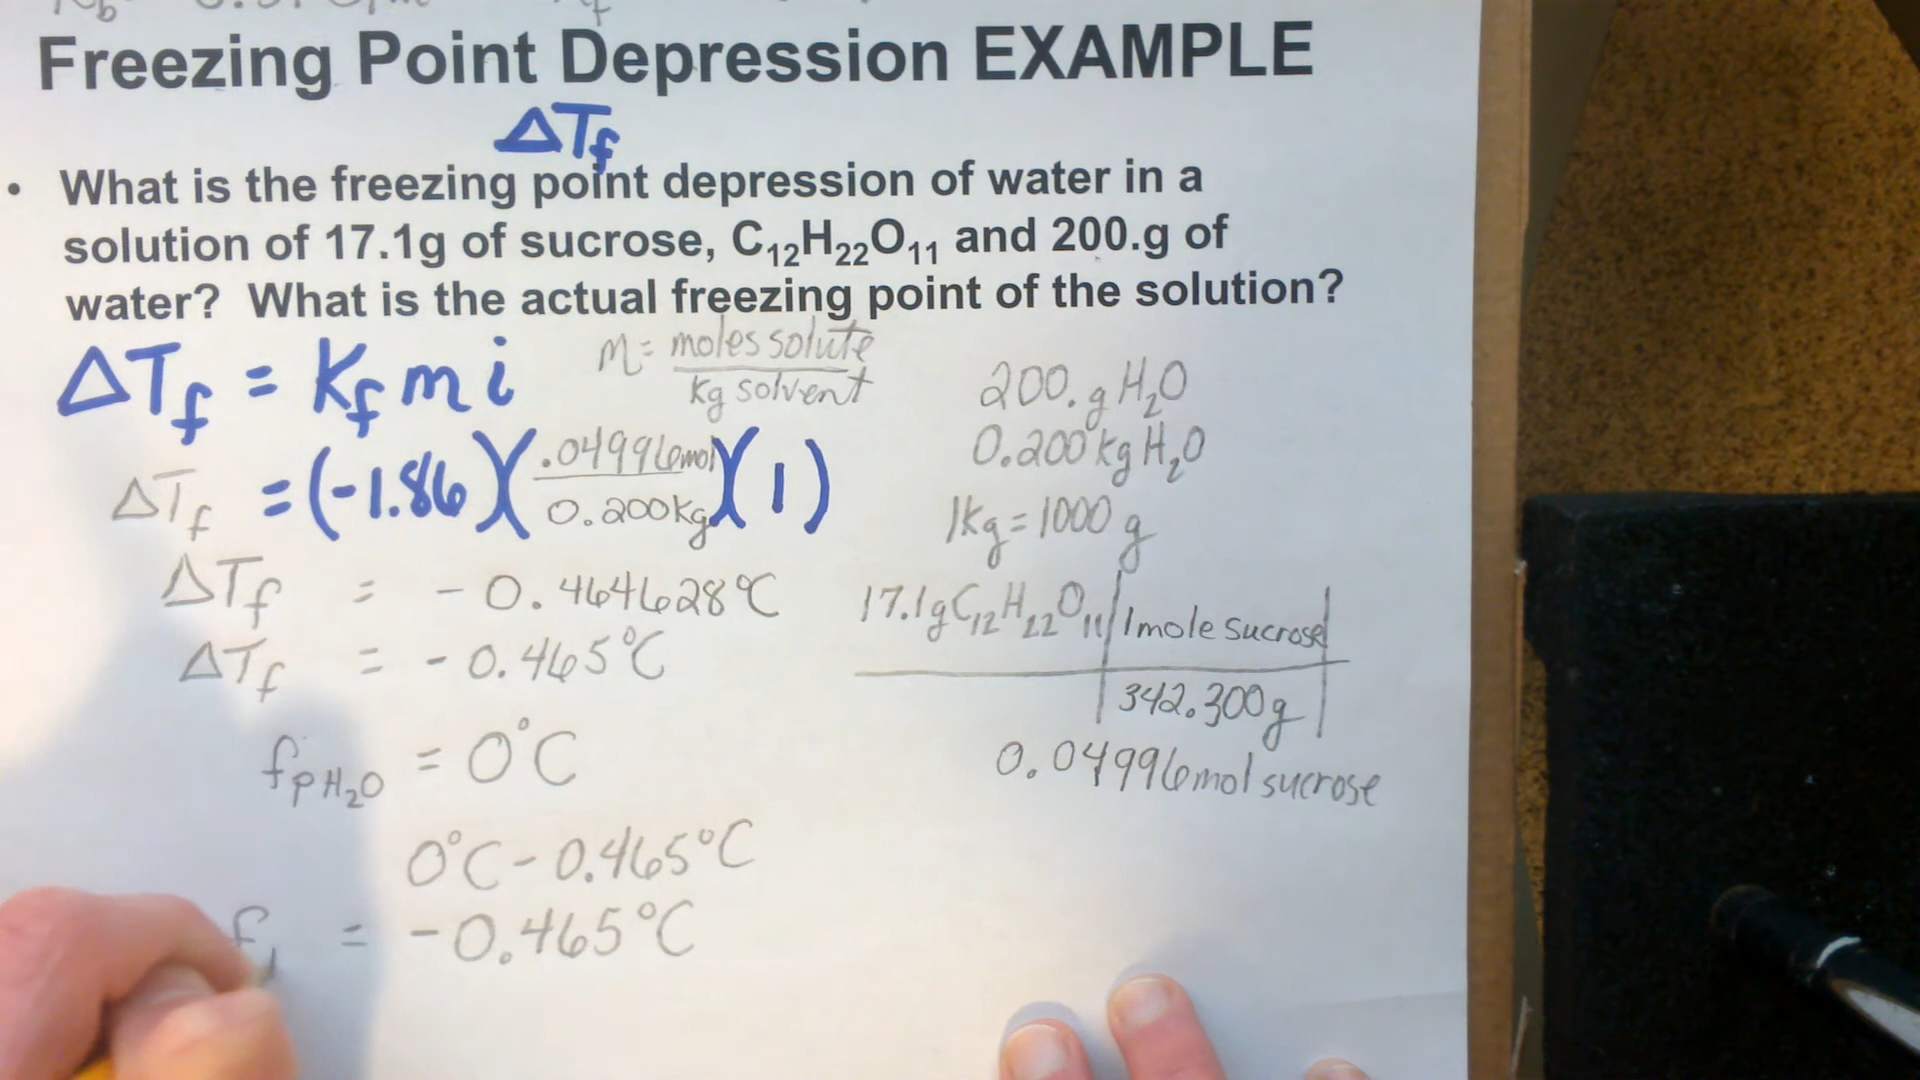 Freezing Point Depression EXAMPLE
ΔTf
• What is the freezing point depression of water in a
solution of 17.1g of sucrose, C₁₂H₂₂O₁₁ and 200.g of
water? What is the actual freezing point of the solution?
ΔTf = Kf m i
m = moles solute / kg solvent
ΔTf = (-1.86)(.04996mol / 0.200kg)(1)
ΔTf = -0.464628°C
ΔTf = -0.465°C
fpH₂O = 0°C
0°C - 0.465°C
f = -0.465°C
200.g H₂O
0.200 kg H₂O
1kg = 1000 g
17.1g C₁₂H₂₂O₁₁ | 1 mole sucrose
342.300g
0.04996mol sucrose